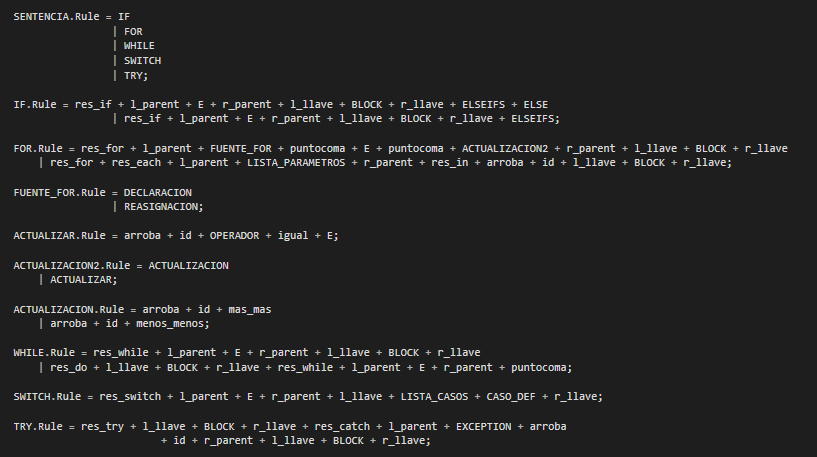 SENTENCIA.Rule = IF
| FOR
| WHILE
| SWITCH
| TRY;
IF.Rule = res_if + l_parent + E + r_parent + l_llave + BLOCK + r_llave + ELSEIFS + ELSE
| res_if + l_parent + E + r_parent + l_llave + BLOCK + r_llave + ELSEIFS;
FOR.Rule = res_for + l_parent + FUENTE_FOR + puntocoma + E + puntocoma + ACTUALIZACION2 + r_parent + l_llave + BLOCK + r_llave
| res_for + res_each + l_parent + LISTA_PARAMETROS + r_parent + res_in + arroba + id + l_llave + BLOCK + r_llave;
FUENTE_FOR.Rule = DECLARACION
| REASIGNACION;
ACTUALIZAR.Rule = arroba + id + OPERADOR + igual + E;
ACTUALIZACION2.Rule = ACTUALIZACION
| ACTUALIZAR;
ACTUALIZACION.Rule = arroba + id + mas_mas
| arroba + id + menos_menos;
WHILE.Rule = res_while + l_parent + E + r_parent + l_llave + BLOCK + r_llave
| res_do + l_llave + BLOCK + r_llave + res_while + l_parent + E + r_parent + puntocoma;
SWITCH.Rule = res_switch + l_parent + E + r_parent + l_llave + LISTA_CASOS + CASO_DEF + r_llave;
TRY.Rule = res_try + l_llave + BLOCK + r_llave + res_catch + l_parent + EXCEPTION + arroba
+ id + r_parent + l_llave + BLOCK + r_llave;